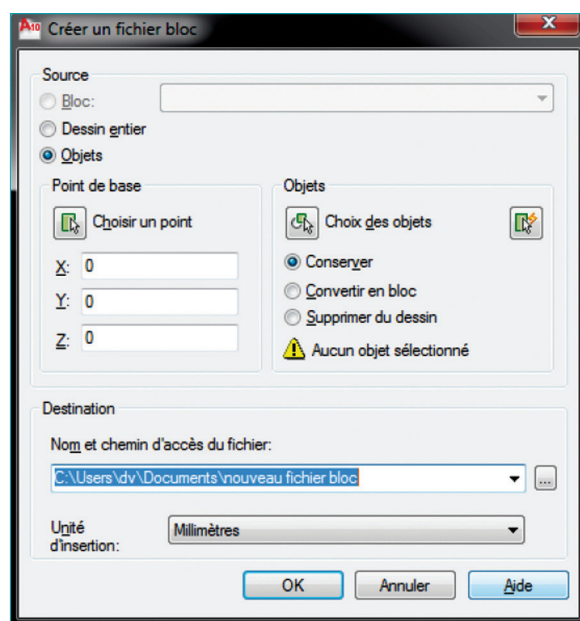 A10 Créer un fichier bloc
Source
Bloc:
Dessin entier
Objets
Point de base
Choisir un point
X: 0
Y: 0
Z: 0
Objets
Choix des objets
Conserver
Convertir en bloc
Supprimer du dessin
Aucun objet sélectionné
Destination
Nom et chemin d'accès du fichier:
C:\Users\dv\Documents\nouveau fichier bloc
...
Unité
d'insertion:
Millimètres
OK Annuler Aide